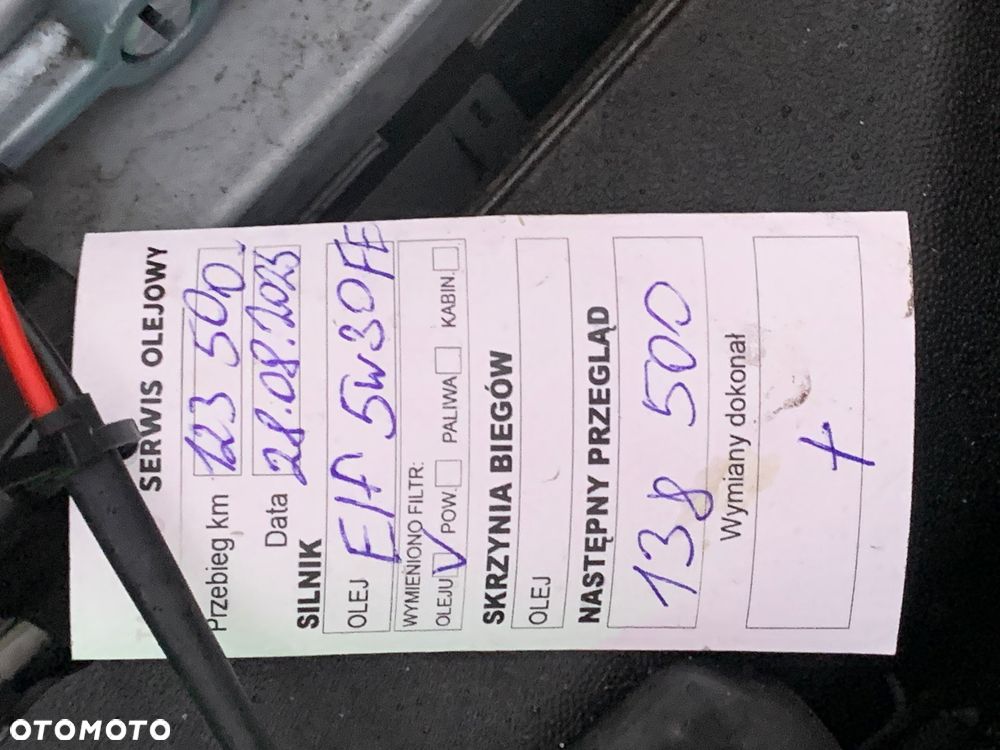 SERWIS OLEJOWY
Przebieg km 123 500
Data 28.08.2025
SILNIK
OLEJ Elf 5W30FE
WYMIENIONO FILTR:
OLEJU V POW. PALIWA KABIN.
SKRZYNIA BIEGÓW
OLEJ
NASTĘPNY PRZEGLĄD
138 500
Wymiany dokonał
+
OTOMOTO